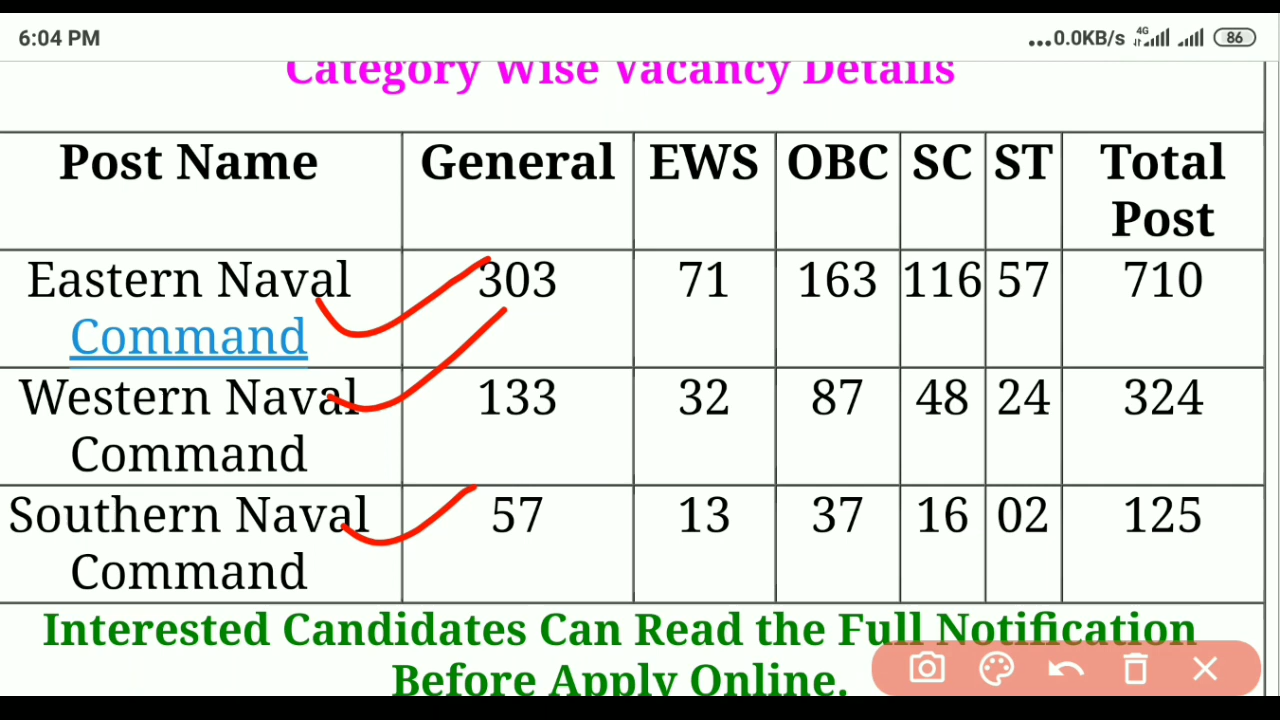 6:04 PM ...0.0KB/s 4G 86
Category Wise Vacancy Details
Post Name General EWS OBC SC ST Total Post
Eastern Naval Command 303 71 163 116 57 710
Western Naval Command 133 32 87 48 24 324
Southern Naval Command 57 13 37 16 02 125
Interested Candidates Can Read the Full Notification
Before Apply Online.